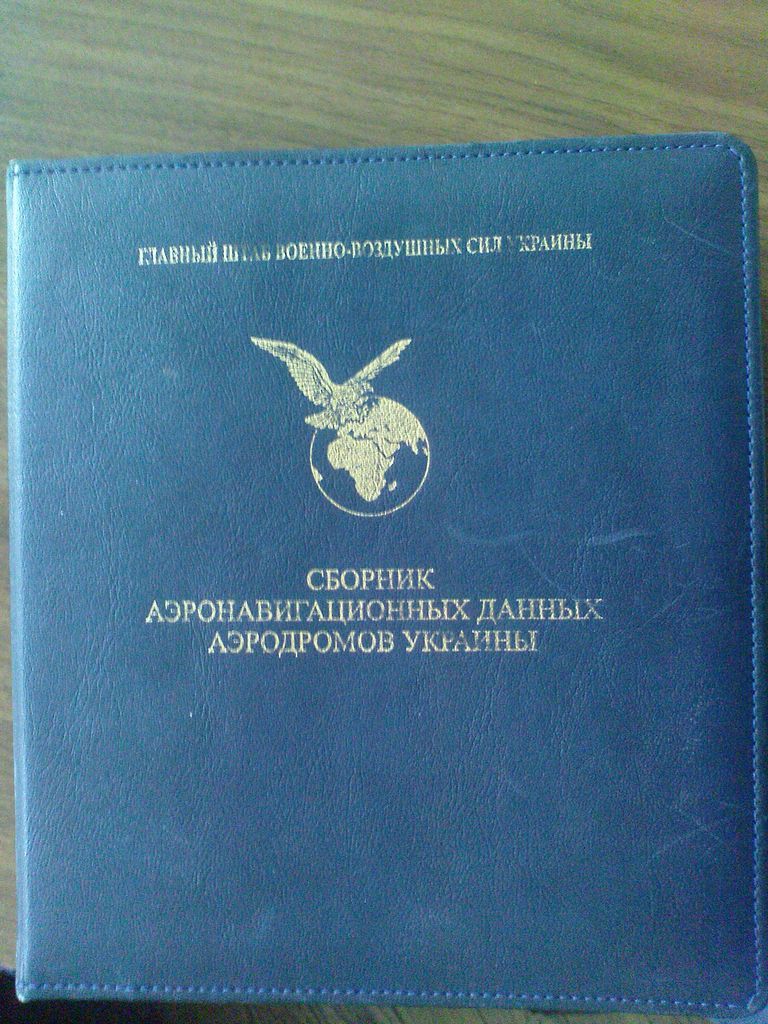 ГЛАВНЫЙ ШТАБ ВОЕННО-ВОЗДУШНЫХ СИЛ УКРАИНЫ
СБОРНИК
АЭРОНАВИГАЦИОННЫХ ДАННЫХ
АЭРОДРОМОВ УКРАИНЫ